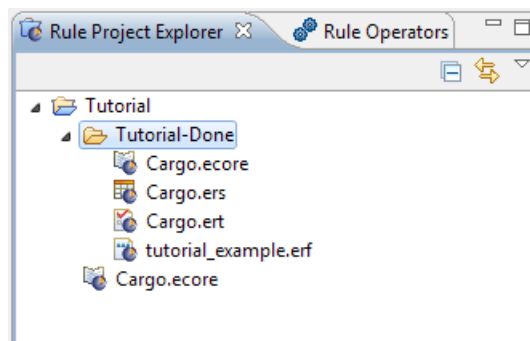 Rule Project Explorer Rule Operators
Tutorial
Tutorial-Done
Cargo.ecore
Cargo.ers
Cargo.ert
tutorial_example.erf
Cargo.ecore